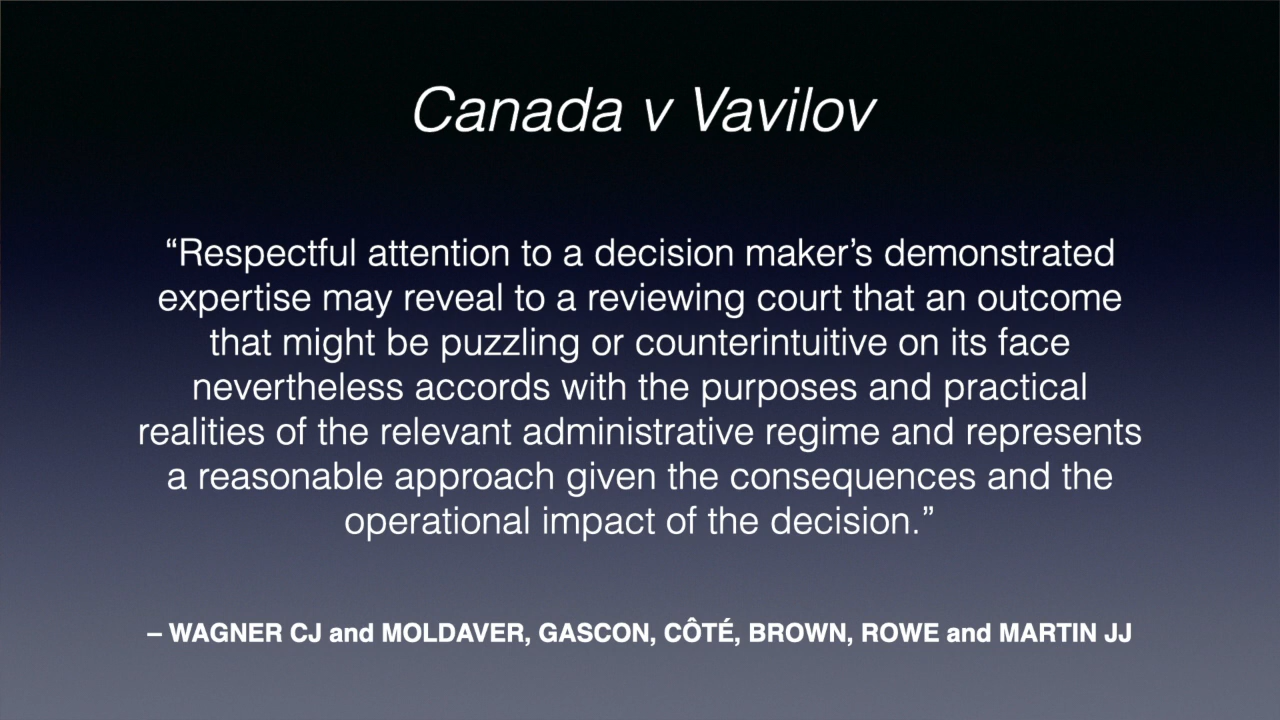 Canada v Vavilov
“Respectful attention to a decision maker’s demonstrated
expertise may reveal to a reviewing court that an outcome
that might be puzzling or counterintuitive on its face
nevertheless accords with the purposes and practical
realities of the relevant administrative regime and represents
a reasonable approach given the consequences and the
operational impact of the decision.”
– WAGNER CJ and MOLDAVER, GASCON, CÔTÉ, BROWN, ROWE and MARTIN JJ